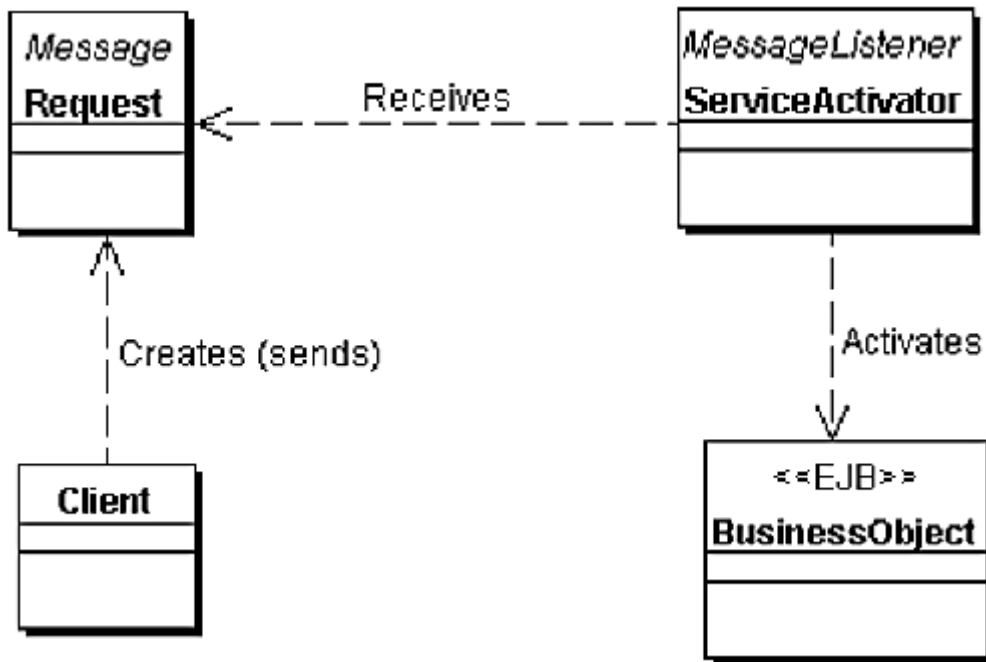 Message
Request
Receives
MessageListener
ServiceActivator
Creates (sends)
Activates
Client
<<EJB>>
BusinessObject